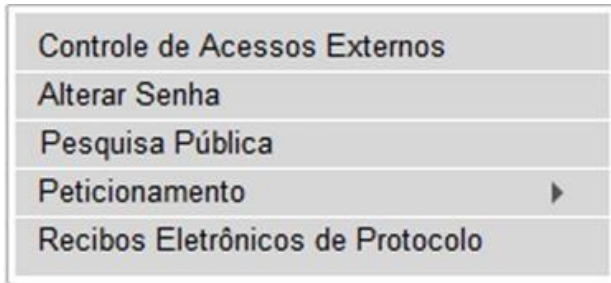 Controle de Acessos Externos
Alterar Senha
Pesquisa Pública
Peticionamento
Recibos Eletrônicos de Protocolo